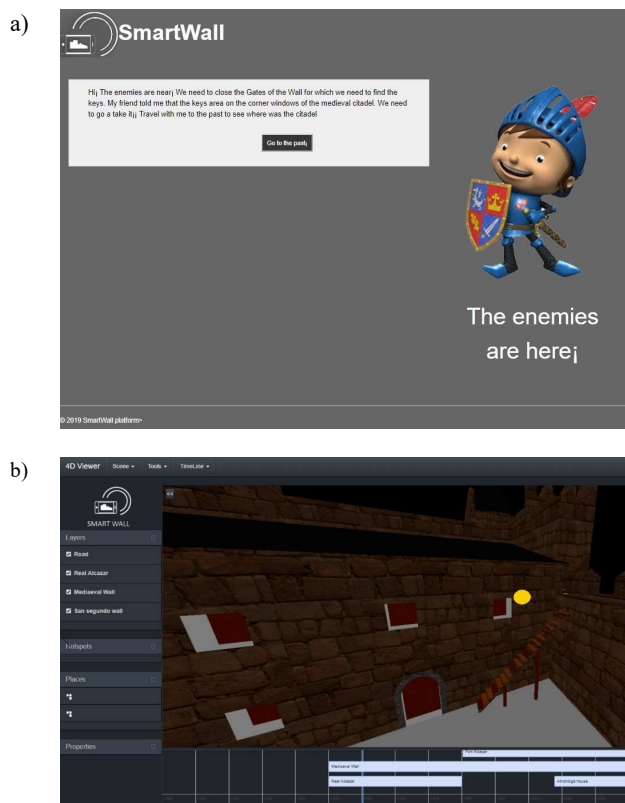 a)
SmartWall
Hi¡ The enemies are near¡ We need to close the Gates of the Wall for which we need to find the
keys. My friend told me that the keys area on the corner windows of the medieval citadel. We need
to go a take it¡¡ Travel with me to the past to see where was the citadel
Go to the past¡
The enemies
are here¡
© 2019 SmartWall platform
b)
4D Viewer Scene Tools TimeLine
SMART WALL
Layers
Road
Real Alcazar
Mediaeval Wall
San segundo wall
Hotspots
Places
Properties
Fort Alcazar
Mediaeval Wall
Real Alcazar Alhondiga house